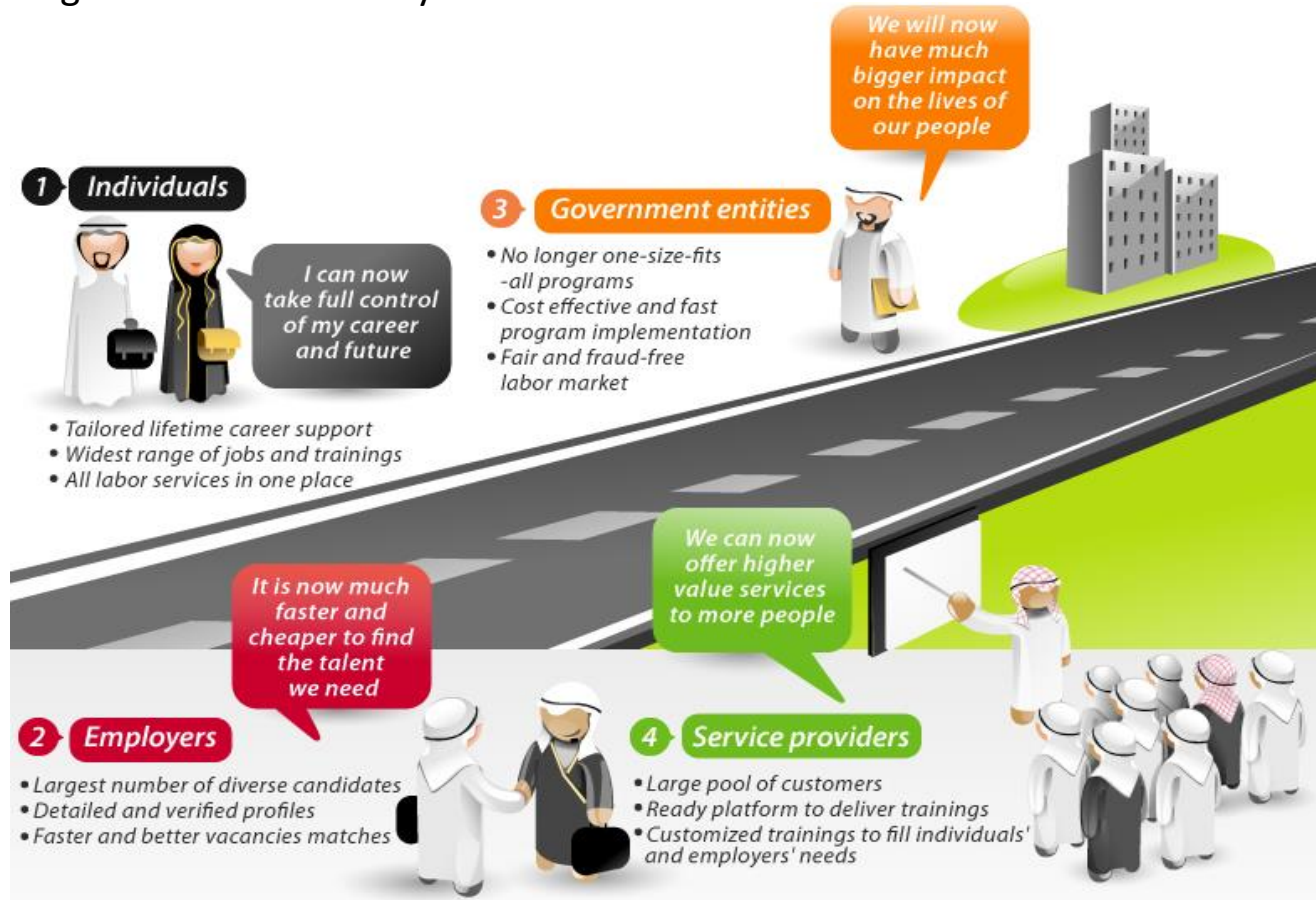 1 Individuals
I can now
take full control
of my career
and future
• Tailored lifetime career support
• Widest range of jobs and trainings
• All labor services in one place
2 Employers
It is now much
faster and
cheaper to find
the talent
we need
• Largest number of diverse candidates
• Detailed and verified profiles
• Faster and better vacancies matches
3 Government entities
We will now
have much
bigger impact
on the lives of
our people
• No longer one-size-fits
-all programs
• Cost effective and fast
program implementation
• Fair and fraud-free
labor market
4 Service providers
We can now
offer higher
value services
to more people
• Large pool of customers
• Ready platform to deliver trainings
• Customized trainings to fill individuals'
and employers' needs